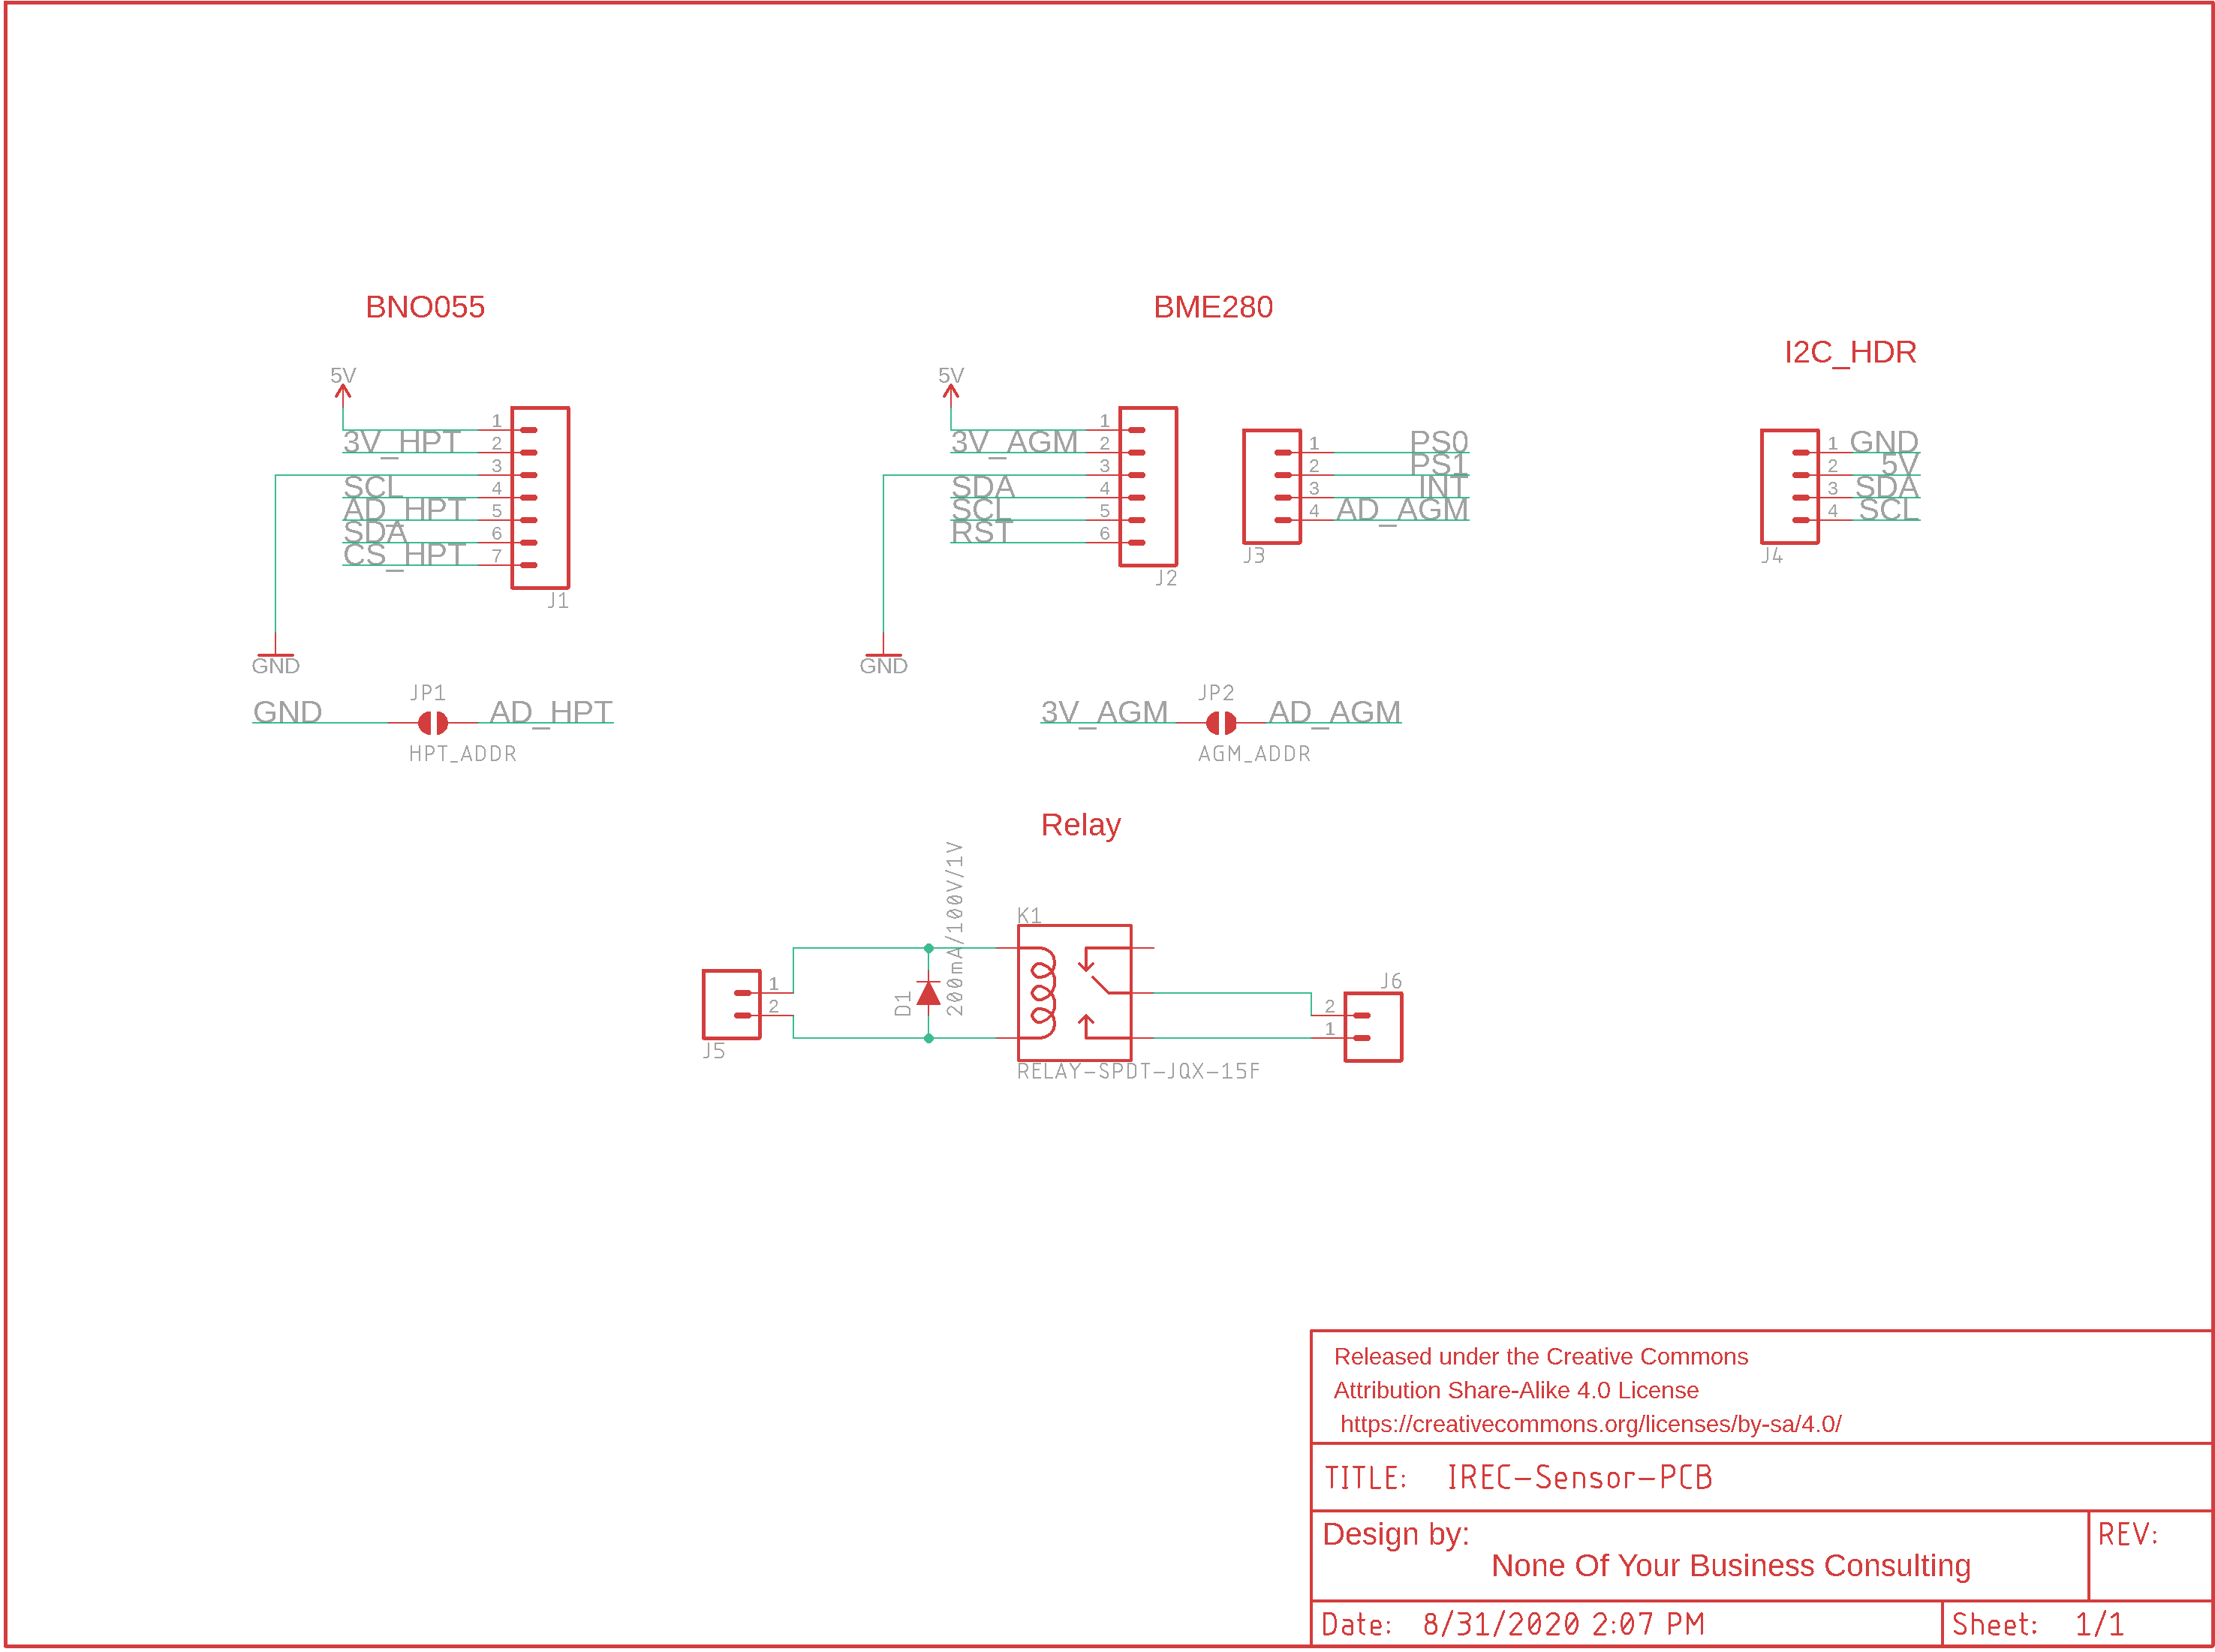 BNO055
5V
3V_HPT
SCL
AD_HPT
SDA
CS_HPT
1
2
3
4
5
6
7
J1
GND
GND
JP1
AD_HPT
HPT_ADDR
BME280
5V
3V_AGM
SDA
SCL
RST
1
2
3
4
5
6
J2
GND
1 PS0
2 PS1
3 INT
4 AD_AGM
J3
3V_AGM
JP2
AD_AGM
AGM_ADDR
I2C_HDR
1 GND
2 5V
3 SDA
4 SCL
J4
Relay
J5
1
2
D1
200mA/100V/1V
K1
RELAY-SPDT-JQX-15F
J6
2
1
Released under the Creative Commons
Attribution Share-Alike 4.0 License
https://creativecommons.org/licenses/by-sa/4.0/
TITLE: IREC-Sensor-PCB
Design by:
None Of Your Business Consulting
REV:
Date: 8/31/2020 2:07 PM
Sheet: 1/1